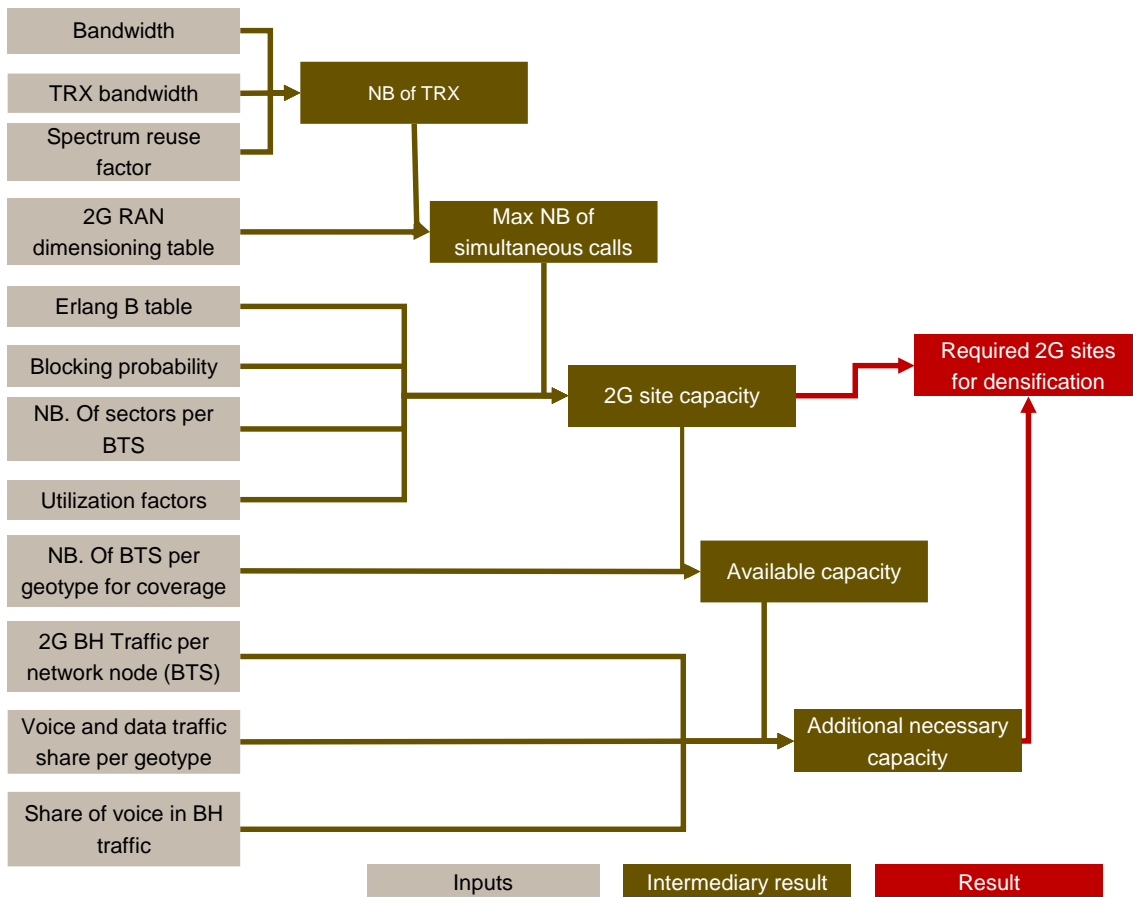 Bandwidth
TRX bandwidth
NB of TRX
Spectrum reuse
factor
2G RAN
dimensioning table
Max NB of
simultaneous calls
Erlang B table
Blocking probability
Required 2G sites
for densification
2G site capacity
NB. Of sectors per
BTS
Utilization factors
NB. Of BTS per
geotype for coverage
Available capacity
2G BH Traffic per
network node (BTS)
Voice and data traffic
share per geotype
Additional necessary
capacity
Share of voice in BH
traffic
Inputs
Intermediary result
Result